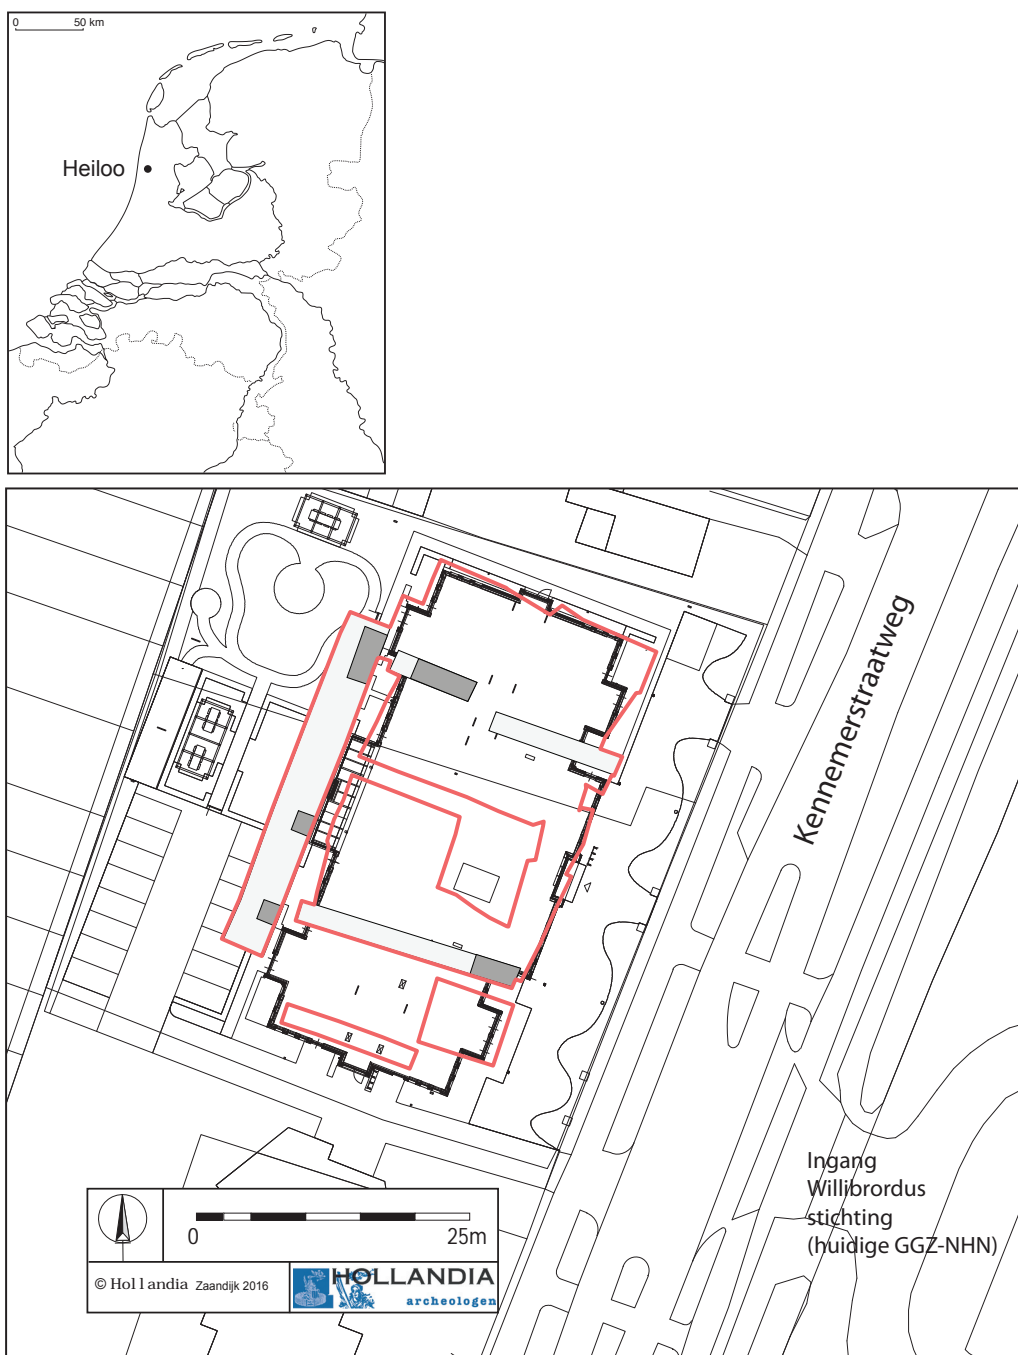 0 50 km
Heiloo
Kennemerstraatweg
Ingang
Willibrordus
stichting
(huidige GGZ-NHN)
0 25m
© Hollandia Zaandijk 2016
HOLLANDIA
archeologen